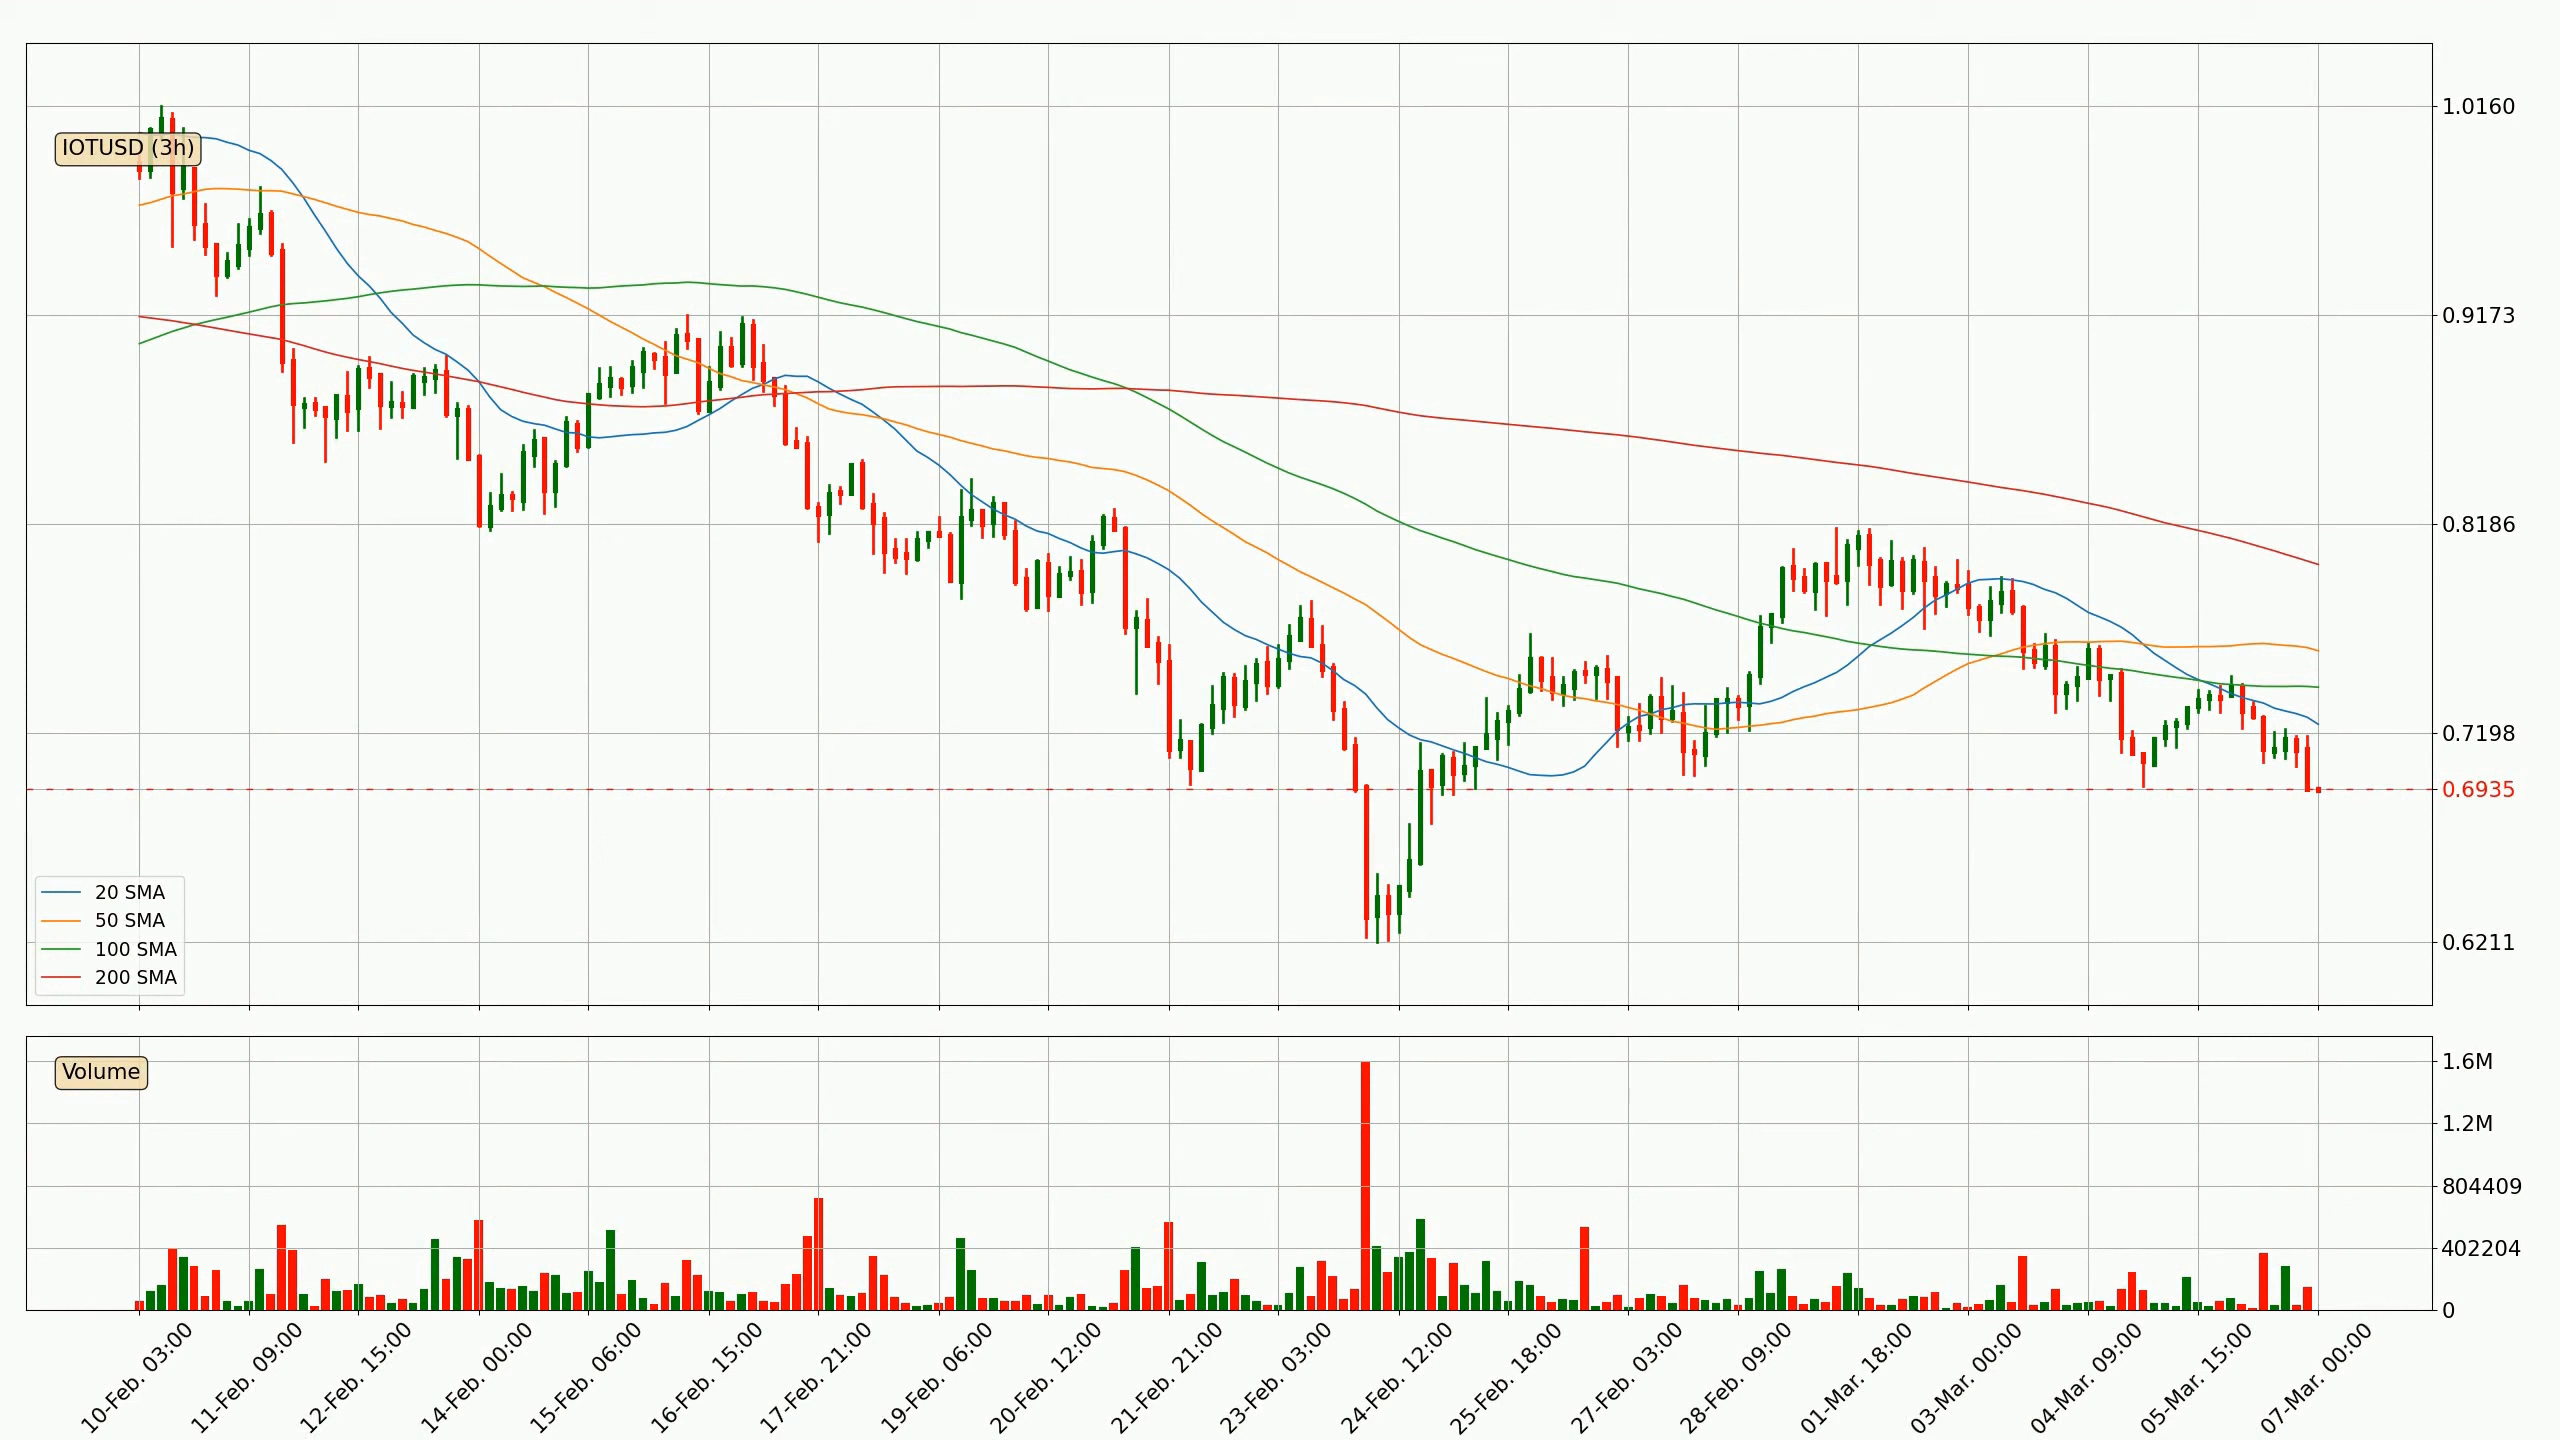 IOTUSD (3h)
1.0160
0.9173
0.8186
0.7198
0.6935
0.6211
20 SMA
50 SMA
100 SMA
200 SMA
Volume
1.6M
1.2M
804409
402204
0
10-Feb. 03:00
11-Feb. 09:00
12-Feb. 15:00
14-Feb. 00:00
15-Feb. 06:00
16-Feb. 15:00
17-Feb. 21:00
19-Feb. 06:00
20-Feb. 12:00
21-Feb. 21:00
23-Feb. 03:00
24-Feb. 12:00
25-Feb. 18:00
27-Feb. 03:00
28-Feb. 09:00
01-Mar. 18:00
03-Mar. 00:00
04-Mar. 09:00
05-Mar. 15:00
07-Mar. 00:00